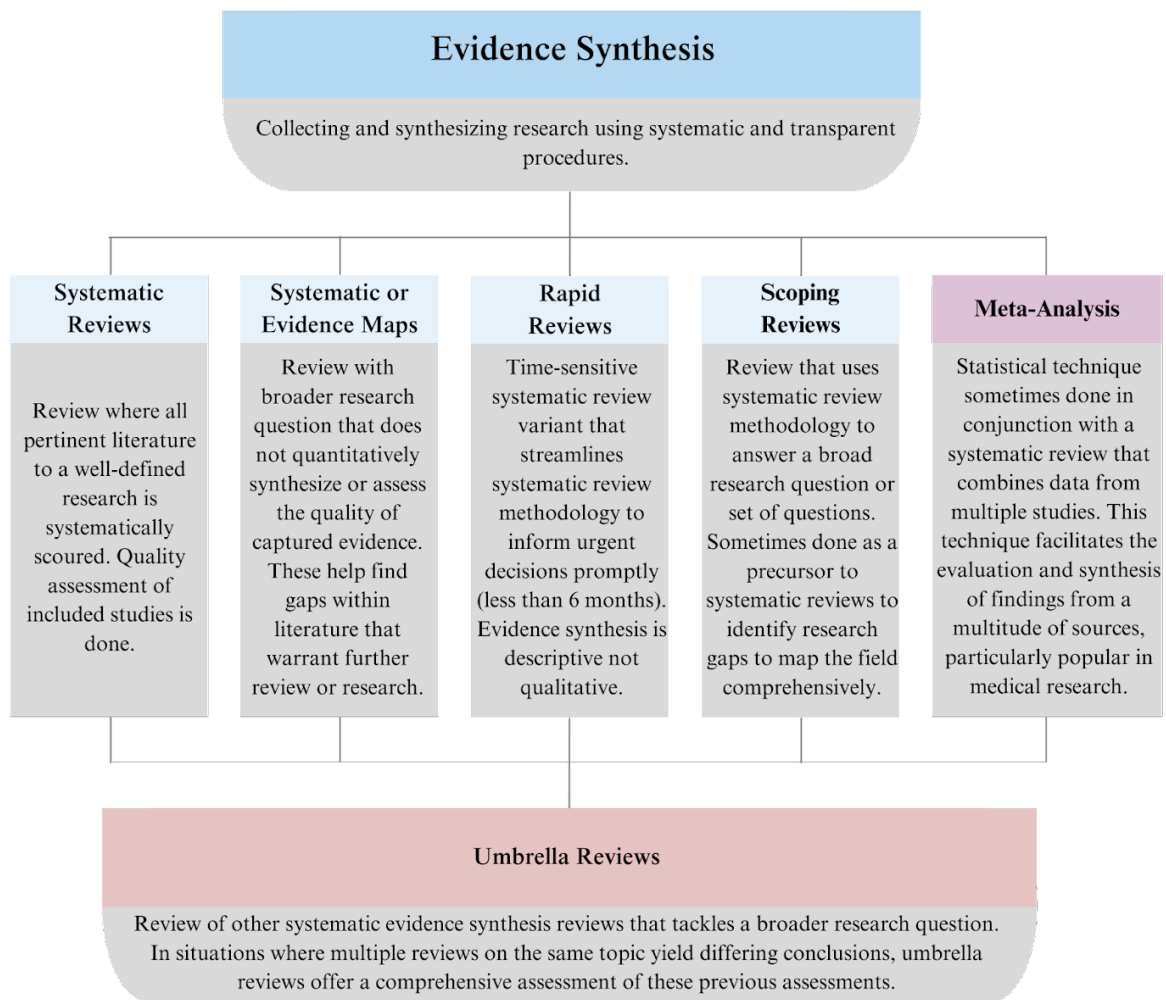 Evidence Synthesis
Collecting and synthesizing research using systematic and transparent
procedures.
Systematic
Reviews
Review where all
pertinent literature
to a well-defined
research is
systematically
scoured. Quality
assessment of
included studies is
done.
Systematic or
Evidence Maps
Review with
broader research
question that does
not quantitatively
synthesize or assess
the quality of
captured evidence.
These help find
gaps within
literature that
warrant further
review or research.
Rapid
Reviews
Time-sensitive
systematic review
variant that
streamlines
systematic review
methodology to
inform urgent
decisions promptly
(less than 6 months).
Evidence synthesis is
descriptive not
qualitative.
Scoping
Reviews
Review that uses
systematic review
methodology to
answer a broad
research question or
set of questions.
Sometimes done as a
precursor to
systematic reviews to
identify research
gaps to map the field
comprehensively.
Meta-Analysis
Statistical technique
sometimes done in
conjunction with a
systematic review that
combines data from
multiple studies. This
technique facilitates the
evaluation and synthesis
of findings from a
multitude of sources,
particularly popular in
medical research.
Umbrella Reviews
Review of other systematic evidence synthesis reviews that tackles a broader research question.
In situations where multiple reviews on the same topic yield differing conclusions, umbrella
reviews offer a comprehensive assessment of these previous assessments.